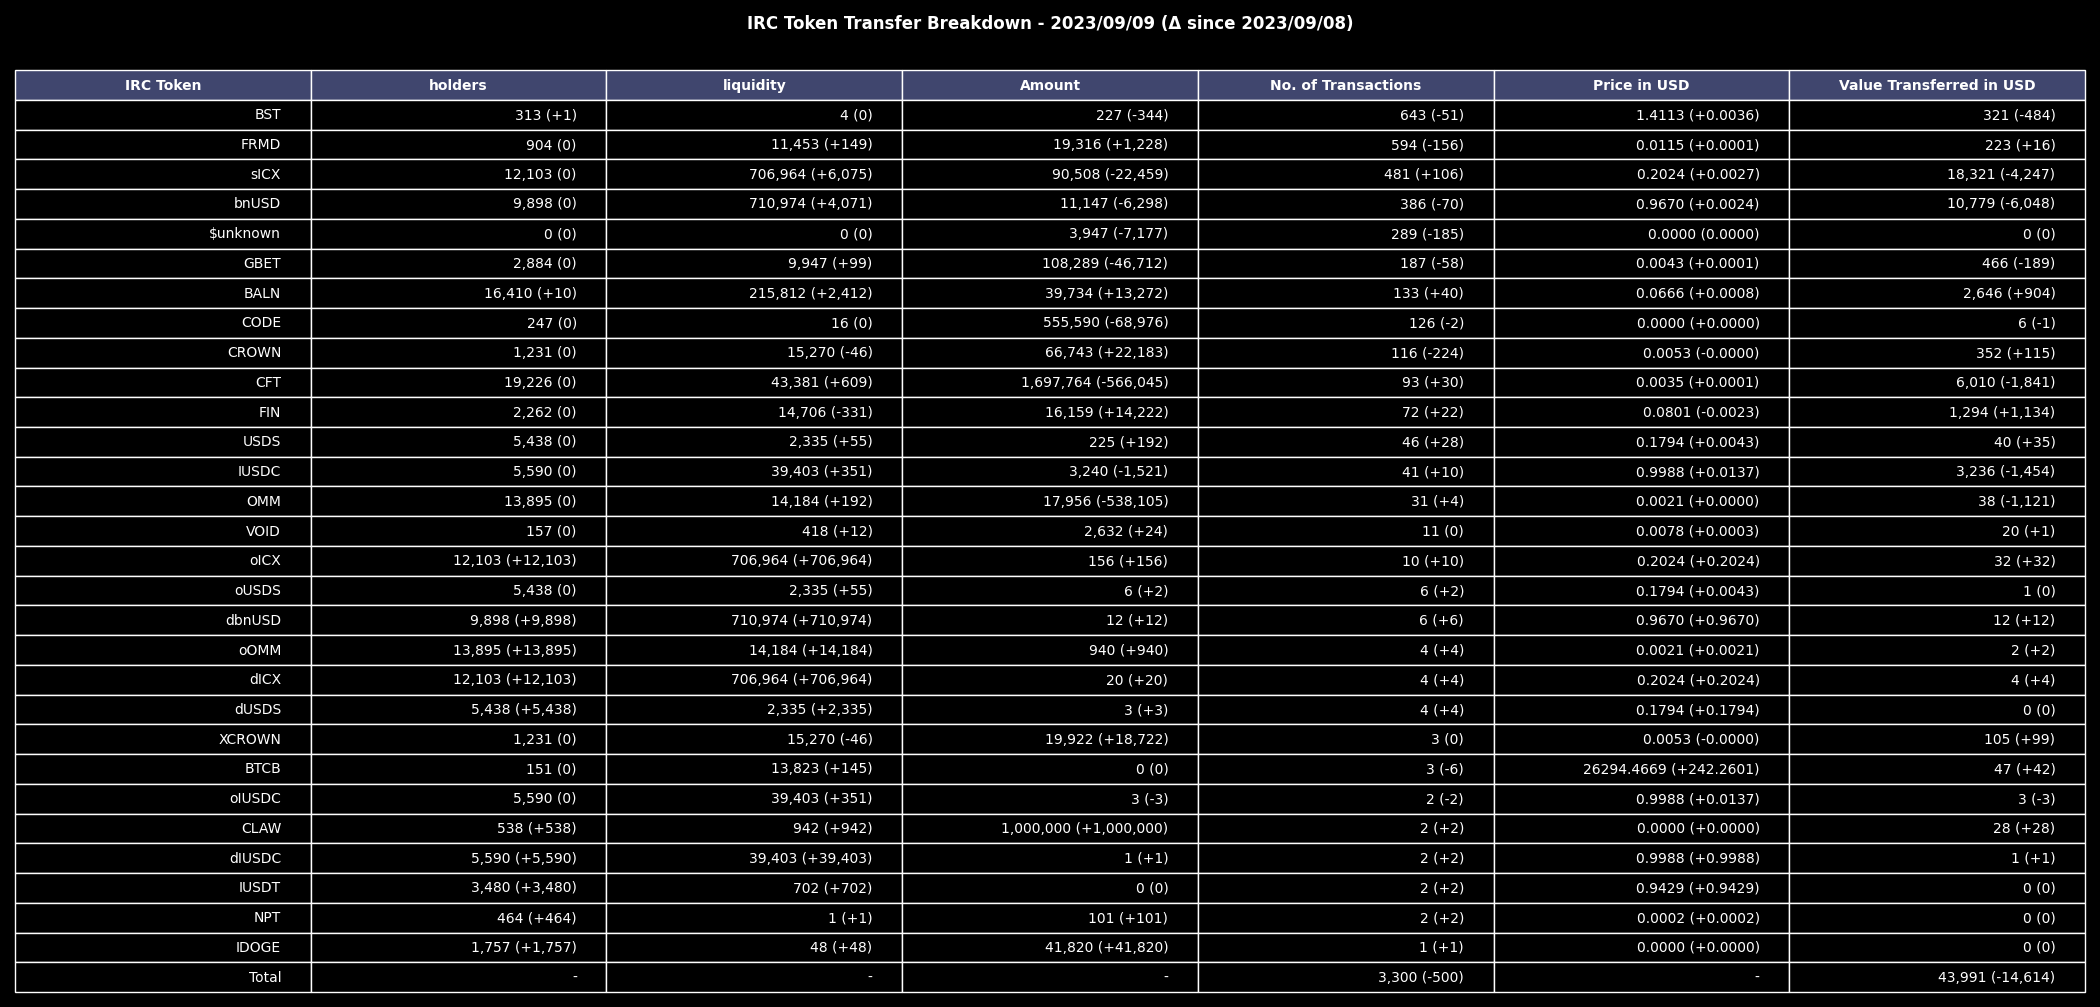 IRC Token Transfer Breakdown - 2023/09/09 (Δ since 2023/09/08)
IRC Token holders liquidity Amount No. of Transactions Price in USD Value Transferred in USD
BST 313 (+1) 4 (0) 227 (-344) 643 (-51) 1.4113 (+0.0036) 321 (-484)
FRMD 904 (0) 11,453 (+149) 19,316 (+1,228) 594 (-156) 0.0115 (+0.0001) 223 (+16)
sICX 12,103 (0) 706,964 (+6,075) 90,508 (-22,459) 481 (+106) 0.2024 (+0.0027) 18,321 (-4,247)
bnUSD 9,898 (0) 710,974 (+4,071) 11,147 (-6,298) 386 (-70) 0.9670 (+0.0024) 10,779 (-6,048)
$unknown 0 (0) 0 (0) 3,947 (-7,177) 289 (-185) 0.0000 (0.0000) 0 (0)
GBET 2,884 (0) 9,947 (+99) 108,289 (-46,712) 187 (-58) 0.0043 (+0.0001) 466 (-189)
BALN 16,410 (+10) 215,812 (+2,412) 39,734 (+13,272) 133 (+40) 0.0666 (+0.0008) 2,646 (+904)
CODE 247 (0) 16 (0) 555,590 (-68,976) 126 (-2) 0.0000 (+0.0000) 6 (-1)
CROWN 1,231 (0) 15,270 (-46) 66,743 (+22,183) 116 (-224) 0.0053 (-0.0000) 352 (+115)
CFT 19,226 (0) 43,381 (+609) 1,697,764 (-566,045) 93 (+30) 0.0035 (+0.0001) 6,010 (-1,841)
FIN 2,262 (0) 14,706 (-331) 16,159 (+14,222) 72 (+22) 0.0801 (-0.0023) 1,294 (+1,134)
USDS 5,438 (0) 2,335 (+55) 225 (+192) 46 (+28) 0.1794 (+0.0043) 40 (+35)
IUSDC 5,590 (0) 39,403 (+351) 3,240 (-1,521) 41 (+10) 0.9988 (+0.0137) 3,236 (-1,454)
OMM 13,895 (0) 14,184 (+192) 17,956 (-538,105) 31 (+4) 0.0021 (+0.0000) 38 (-1,121)
VOID 157 (0) 418 (+12) 2,632 (+24) 11 (0) 0.0078 (+0.0003) 20 (+1)
oICX 12,103 (+12,103) 706,964 (+706,964) 156 (+156) 10 (+10) 0.2024 (+0.2024) 32 (+32)
oUSDS 5,438 (0) 2,335 (+55) 6 (+2) 6 (+2) 0.1794 (+0.0043) 1 (0)
dbnUSD 9,898 (+9,898) 710,974 (+710,974) 12 (+12) 6 (+6) 0.9670 (+0.9670) 12 (+12)
oOMM 13,895 (+13,895) 14,184 (+14,184) 940 (+940) 4 (+4) 0.0021 (+0.0021) 2 (+2)
dICX 12,103 (+12,103) 706,964 (+706,964) 20 (+20) 4 (+4) 0.2024 (+0.2024) 4 (+4)
dUSDS 5,438 (+5,438) 2,335 (+2,335) 3 (+3) 4 (+4) 0.1794 (+0.1794) 0 (0)
XCROWN 1,231 (0) 15,270 (-46) 19,922 (+18,722) 3 (0) 0.0053 (-0.0000) 105 (+99)
BTCB 151 (0) 13,823 (+145) 0 (0) 3 (-6) 26294.4669 (+242.2601) 47 (+42)
oIUSDC 5,590 (0) 39,403 (+351) 3 (-3) 2 (-2) 0.9988 (+0.0137) 3 (-3)
CLAW 538 (+538) 942 (+942) 1,000,000 (+1,000,000) 2 (+2) 0.0000 (+0.0000) 28 (+28)
dIUSDC 5,590 (+5,590) 39,403 (+39,403) 1 (+1) 2 (+2) 0.9988 (+0.9988) 1 (+1)
IUSDT 3,480 (+3,480) 702 (+702) 0 (0) 2 (+2) 0.9429 (+0.9429) 0 (0)
NPT 464 (+464) 1 (+1) 101 (+101) 2 (+2) 0.0002 (+0.0002) 0 (0)
IDOGE 1,757 (+1,757) 48 (+48) 41,820 (+41,820) 1 (+1) 0.0000 (+0.0000) 0 (0)
Total - - - 3,300 (-500) - 43,991 (-14,614)